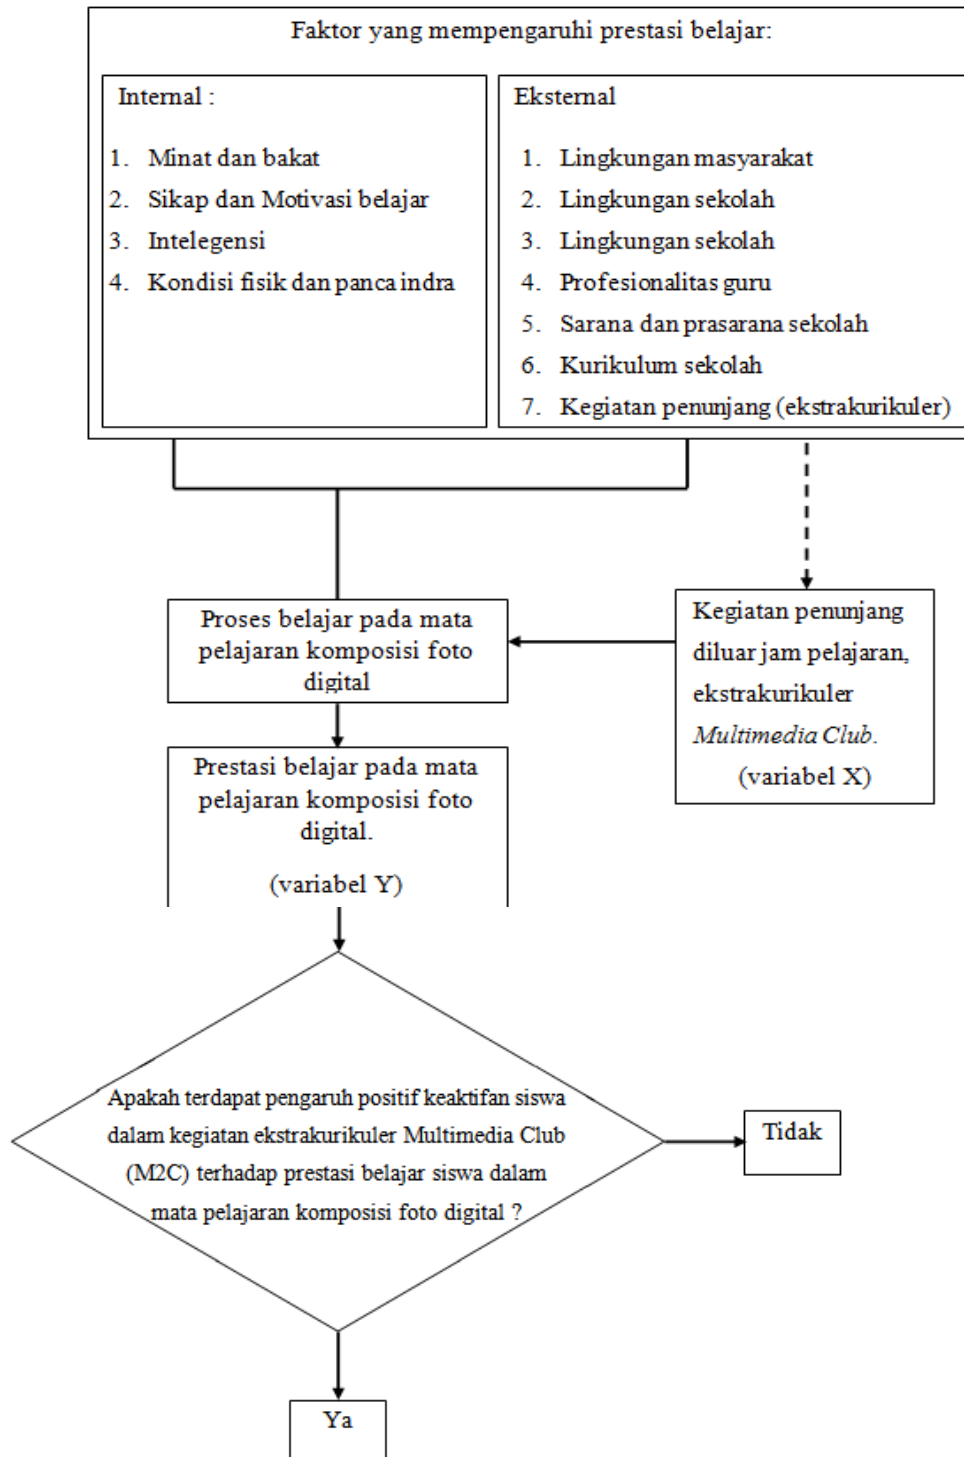 Faktor yang mempengaruhi prestasi belajar:
Internal :
1. Minat dan bakat
2. Sikap dan Motivasi belajar
3. Intelegensi
4. Kondisi fisik dan panca indra
Eksternal
1. Lingkungan masyarakat
2. Lingkungan sekolah
3. Lingkungan sekolah
4. Profesionalitas guru
5. Sarana dan prasarana sekolah
6. Kurikulum sekolah
7. Kegiatan penunjang (ekstrakurikuler)
Proses belajar pada mata
pelajaran komposisi foto
digital
Kegiatan penunjang
diluar jam pelajaran,
ekstrakurikuler
Multimedia Club.
(variabel X)
Prestasi belajar pada mata
pelajaran komposisi foto
digital.
(variabel Y)
Apakah terdapat pengaruh positif keaktifan siswa
dalam kegiatan ekstrakurikuler Multimedia Club
(M2C) terhadap prestasi belajar siswa dalam
mata pelajaran komposisi foto digital ?
Tidak
Ya